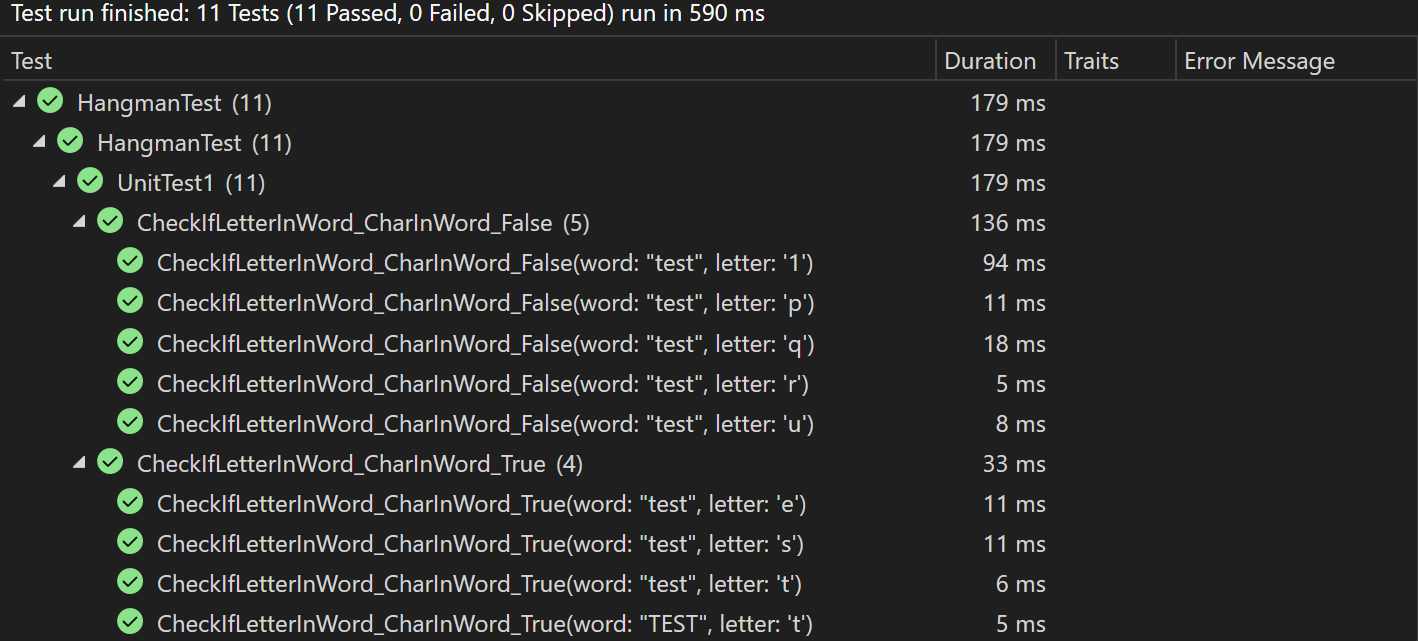 Test run finished: 11 Tests (11 Passed, 0 Failed, 0 Skipped) run in 590 ms
Test Duration Traits Error Message
HangmanTest (11) 179 ms
HangmanTest (11) 179 ms
UnitTest1 (11) 179 ms
CheckIfLetterInWord_CharInWord_False (5) 136 ms
CheckIfLetterInWord_CharInWord_False(word: "test", letter: '1') 94 ms
CheckIfLetterInWord_CharInWord_False(word: "test", letter: 'p') 11 ms
CheckIfLetterInWord_CharInWord_False(word: "test", letter: 'q') 18 ms
CheckIfLetterInWord_CharInWord_False(word: "test", letter: 'r') 5 ms
CheckIfLetterInWord_CharInWord_False(word: "test", letter: 'u') 8 ms
CheckIfLetterInWord_CharInWord_True (4) 33 ms
CheckIfLetterInWord_CharInWord_True(word: "test", letter: 'e') 11 ms
CheckIfLetterInWord_CharInWord_True(word: "test", letter: 's') 11 ms
CheckIfLetterInWord_CharInWord_True(word: "test", letter: 't') 6 ms
CheckIfLetterInWord_CharInWord_True(word: "TEST", letter: 't') 5 ms